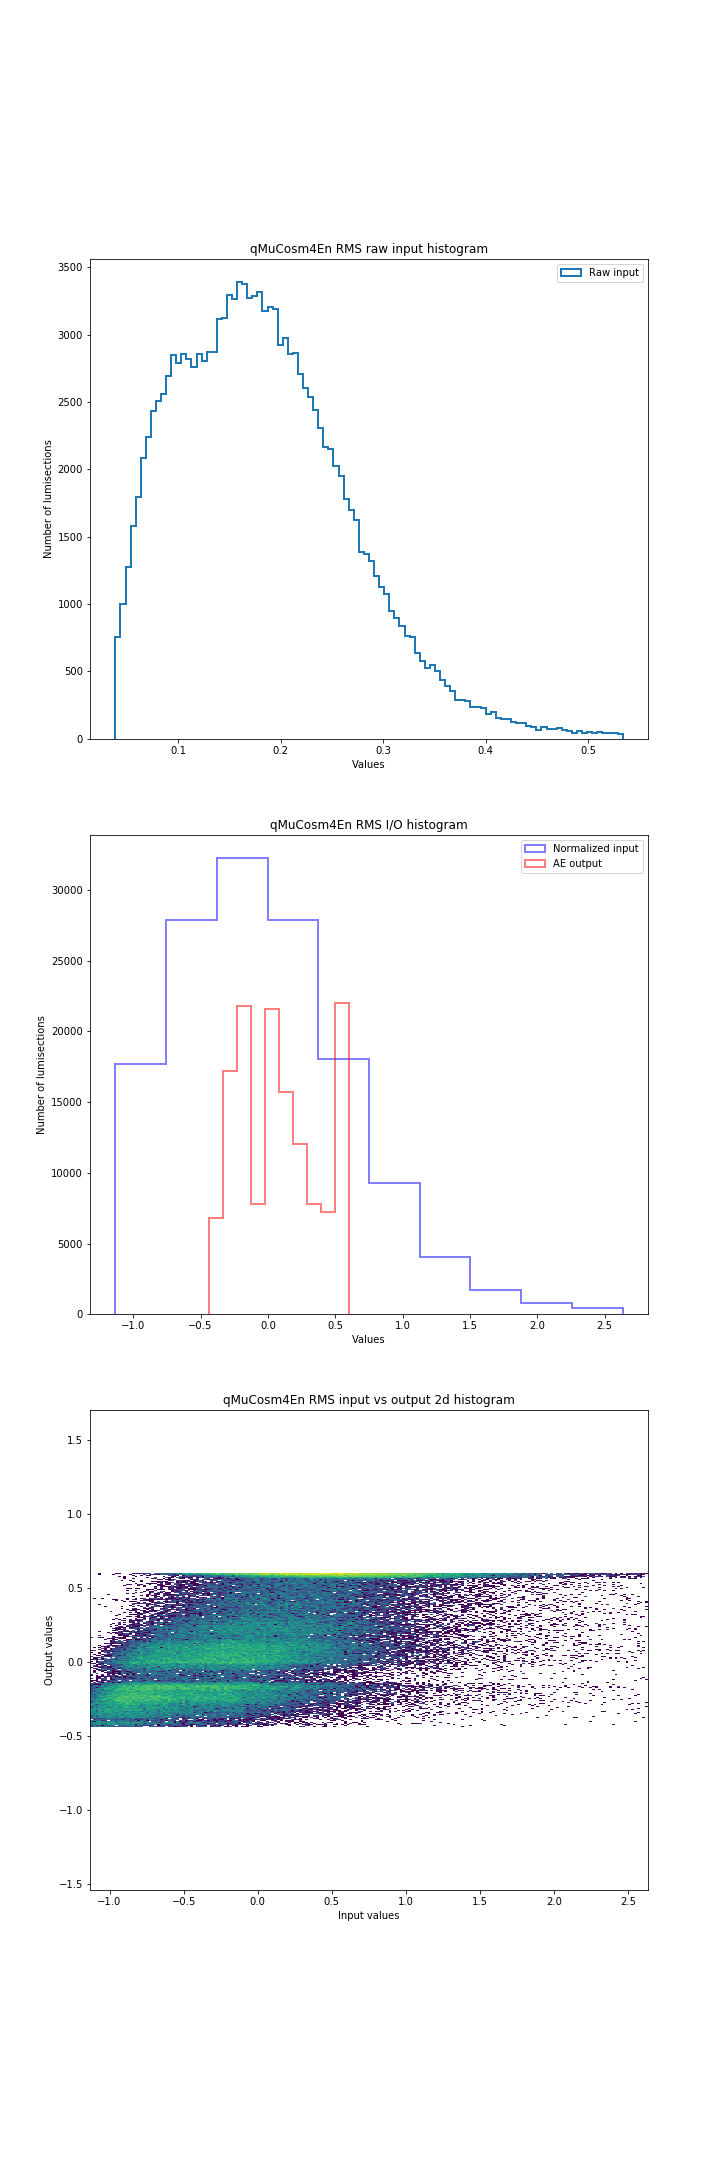 qMuCosm4En RMS raw input histogram
Raw input
3500
3000
2500
2000
1500
1000
500
0
Number of lumisections
0.1 0.2 0.3 0.4 0.5
Values
qMuCosm4En RMS I/O histogram
Normalized input
AE output
30000
25000
20000
15000
10000
5000
0
Number of lumisections
−1.0 −0.5 0.0 0.5 1.0 1.5 2.0 2.5
Values
qMuCosm4En RMS input vs output 2d histogram
1.5
1.0
0.5
0.0
−0.5
−1.0
−1.5
Output values
−1.0 −0.5 0.0 0.5 1.0 1.5 2.0 2.5
Input values